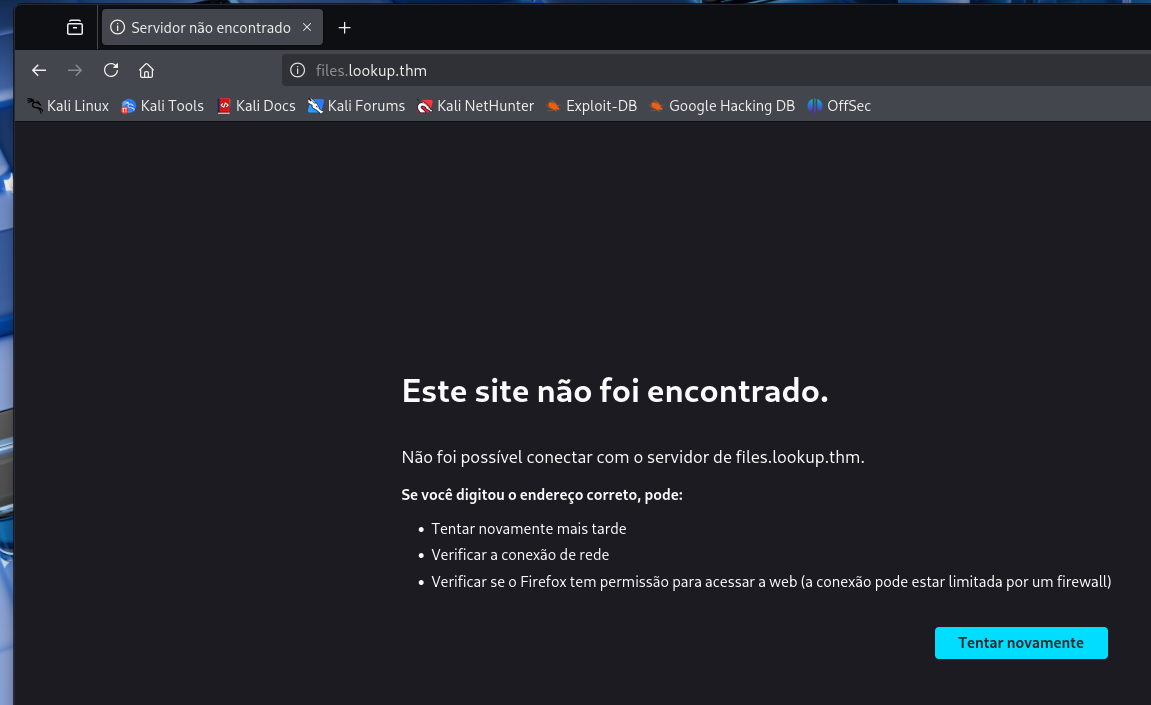 Servidor não encontrado
files.lookup.thm
Kali Linux Kali Tools Kali Docs Kali Forums Kali NetHunter Exploit-DB Google Hacking DB OffSec
Este site não foi encontrado.
Não foi possível conectar com o servidor de files.lookup.thm.
Se você digitou o endereço correto, pode:
• Tentar novamente mais tarde
• Verificar a conexão de rede
• Verificar se o Firefox tem permissão para acessar a web (a conexão pode estar limitada por um firewall)
Tentar novamente